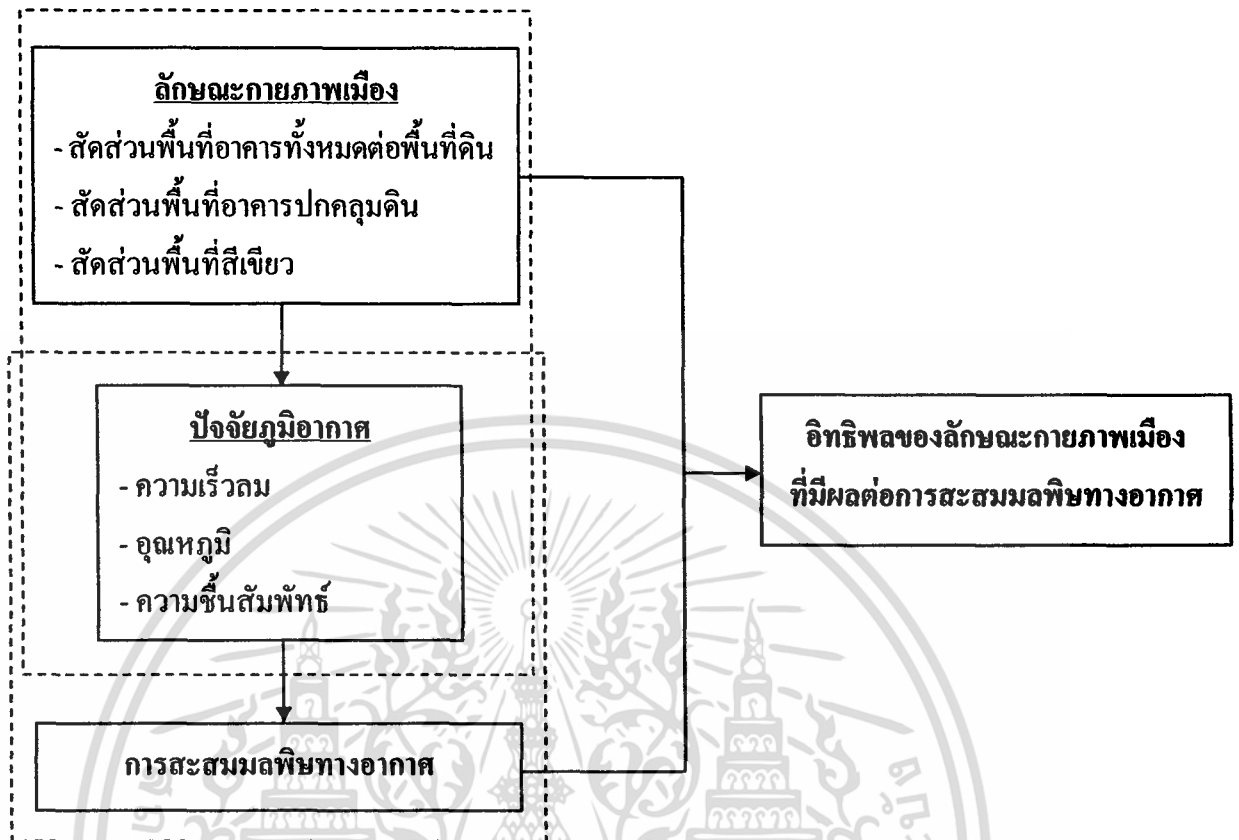 ลักษณะกายภาพเมือง
- สัดส่วนพื้นที่อาคารทั้งหมดต่อพื้นที่ดิน
- สัดส่วนพื้นที่อาคารปกคลุมดิน
- สัดส่วนพื้นที่สีเขียว
ปัจจัยภูมิอากาศ
- ความเร็วลม
- อุณหภูมิ
- ความชื้นสัมพัทธ์
อิทธิพลของลักษณะกายภาพเมือง
ที่มีผลต่อการสะสมมลพิษทางอากาศ
การสะสมมลพิษทางอากาศ